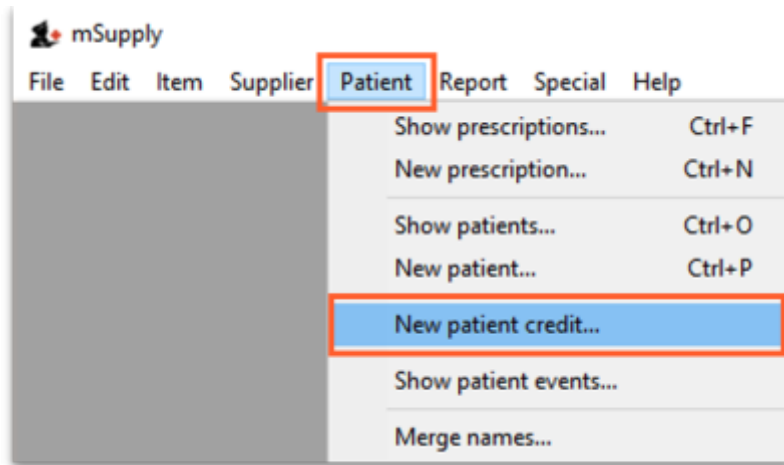 mSupply
File Edit Item Supplier Patient Report Special Help
Show prescriptions... Ctrl+F
New prescription... Ctrl+N
Show patients... Ctrl+O
New patient... Ctrl+P
New patient credit...
Show patient events...
Merge names...